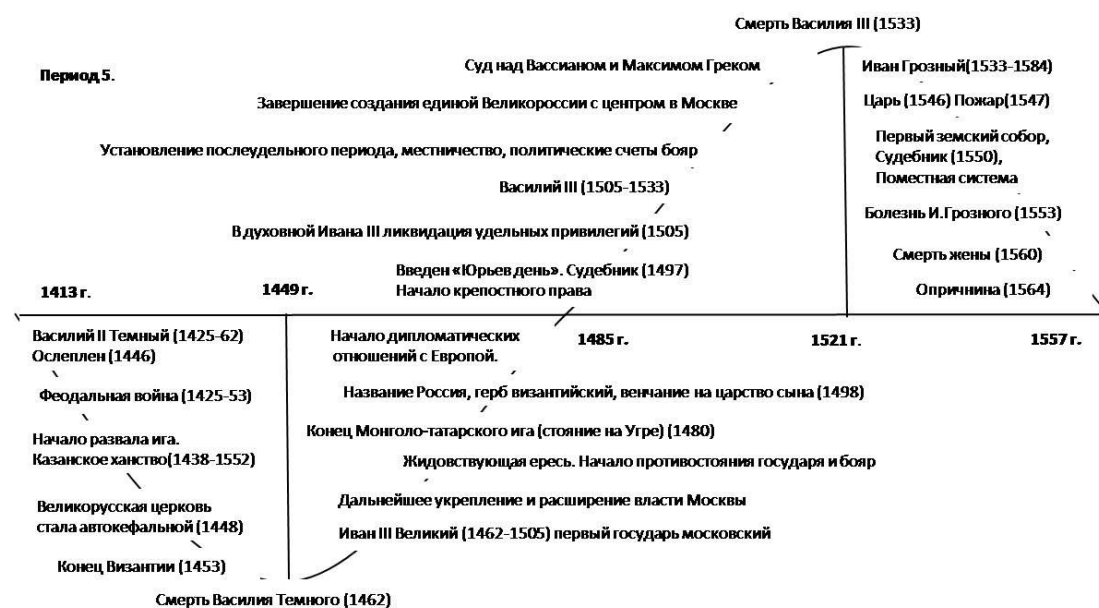 Смерть Василия III (1533)
Период 5.
Суд над Вассианом и Максимом Греком
Завершение создания единой Великороссии с центром в Москве
Установление послеудельного периода, местничество, политические счеты бояр
Василий III (1505-1533)
В духовной Ивана III ликвидация удельных привилегий (1505)
Введен «Юрьев день». Судебник (1497)
Начало крепостного права
Иван Грозный(1533-1584)
Царь (1546) Пожар(1547)
Первый земский собор,
Судебник (1550),
Поместная система
Болезнь И.Грозного (1553)
Смерть жены (1560)
Опричнина (1564)
1413 г.
1449 г.
1485 г.
1521 г.
1557 г.
Василий II Темный (1425-62)
Ослеплен (1446)
Феодальная война (1425-53)
Начало развала ига.
Казанское ханство(1438-1552)
Великорусская церковь
стала автокефальной (1448)
Конец Византии (1453)
Начало дипломатических
отношений с Европой.
Название Россия, герб византийский, венчание на царство сына (1498)
Конец Монголо-татарского ига (стояние на Угре) (1480)
Жидовствующая ересь. Начало противостояния государя и бояр
Дальнейшее укрепление и расширение власти Москвы
Иван III Великий (1462-1505) первый государь московский
Смерть Василия Темного (1462)